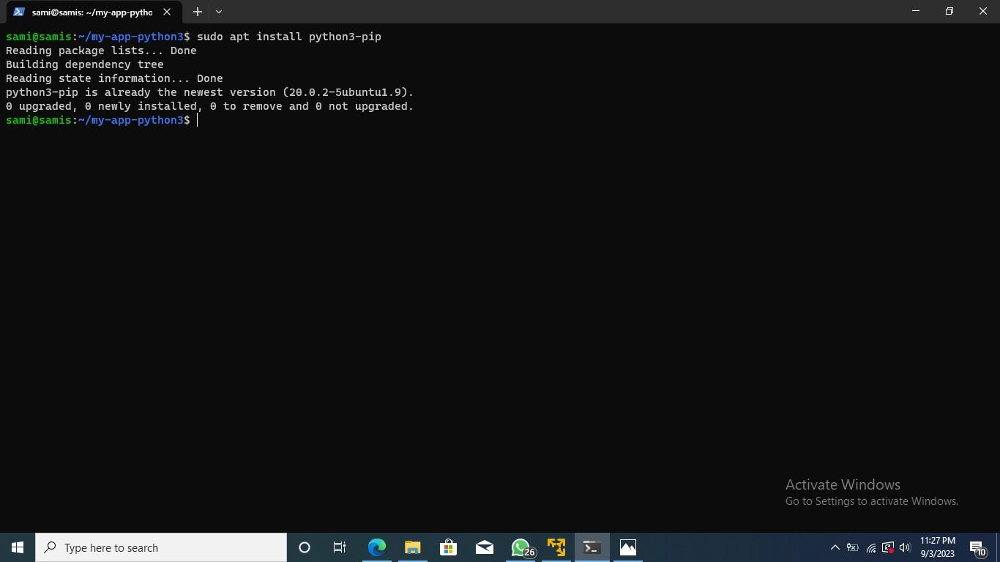 sami@samis: ~/my-app-pytho
sami@samis:~/my-app-python3$ sudo apt install python3-pip
Reading package lists... Done
Building dependency tree
Reading state information... Done
python3-pip is already the newest version (20.0.2-5ubuntu1.9).
0 upgraded, 0 newly installed, 0 to remove and 0 not upgraded.
sami@samis:~/my-app-python3$
Activate Windows
Go to Settings to activate Windows.
Type here to search
26
11:27 PM
9/3/2023
10